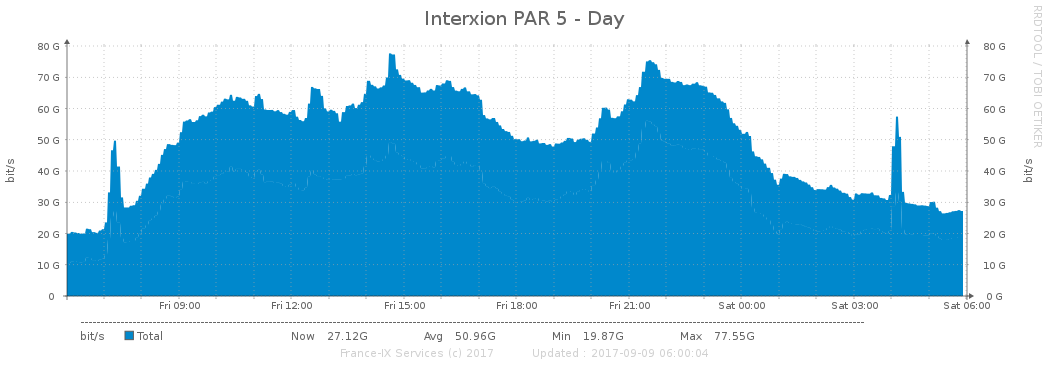 Interxion PAR 5 - Day
RRDTOOL / TOBI OETIKER
bit/s
80 G
70 G
60 G
50 G
40 G
30 G
20 G
10 G
0
80 G
70 G
60 G
50 G
40 G
30 G
20 G
10 G
0 G
bit/s
Fri 09:00 Fri 12:00 Fri 15:00 Fri 18:00 Fri 21:00 Sat 00:00 Sat 03:00 Sat 06:00
bit/s Total Now 27.12G Avg 50.96G Min 19.87G Max 77.55G
France-IX Services (c) 2017 Updated : 2017-09-09 06:00:04